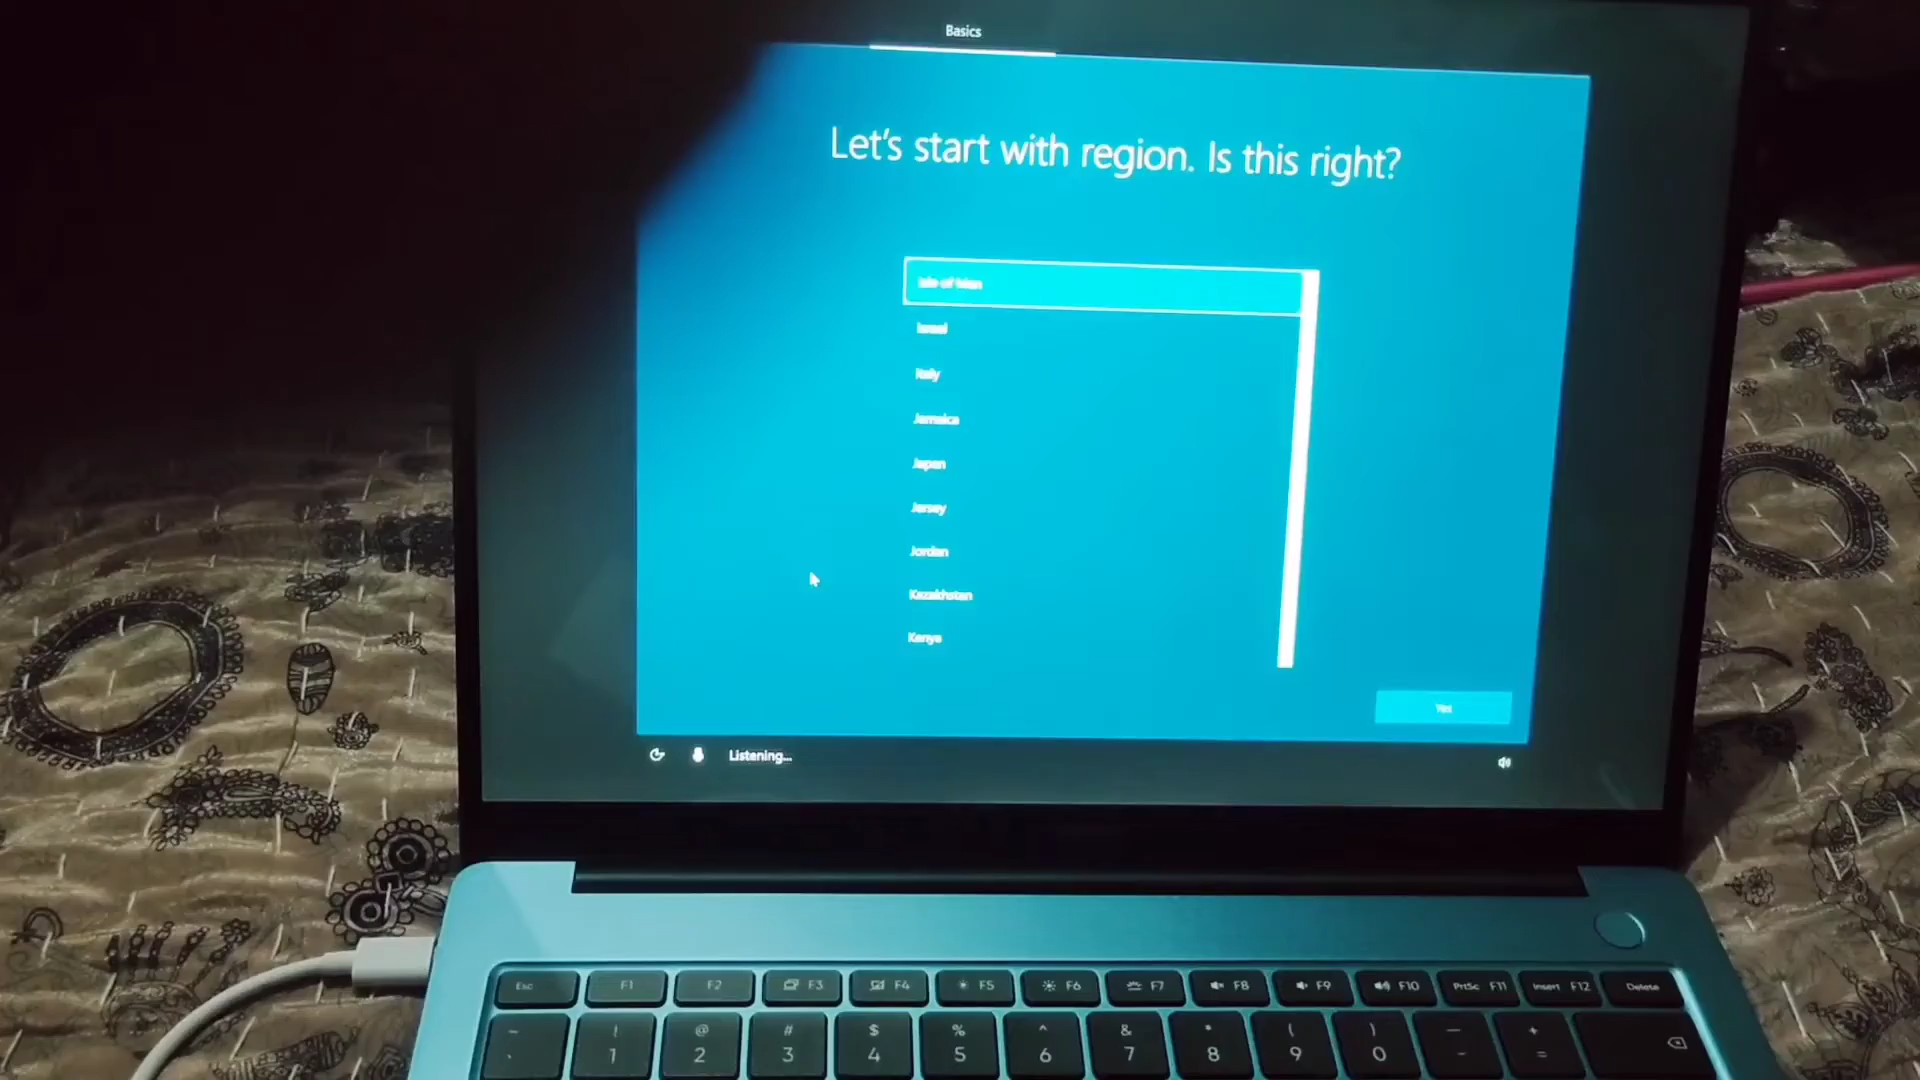 Basics
Let's start with region. Is this right?
Isle of Man
Israel
Italy
Jamaica
Japan
Jersey
Jordan
Kazakhstan
Kenya
Yes
Listening...
Esc F1 F2 F3 F4 F5 F6 F7 F8 F9 F10 PrtSc F11 Insert F12 Delete
~ ! @ # $ % ^ & * ( ) — +
` 1 2 3 4 5 6 7 8 9 0 - =